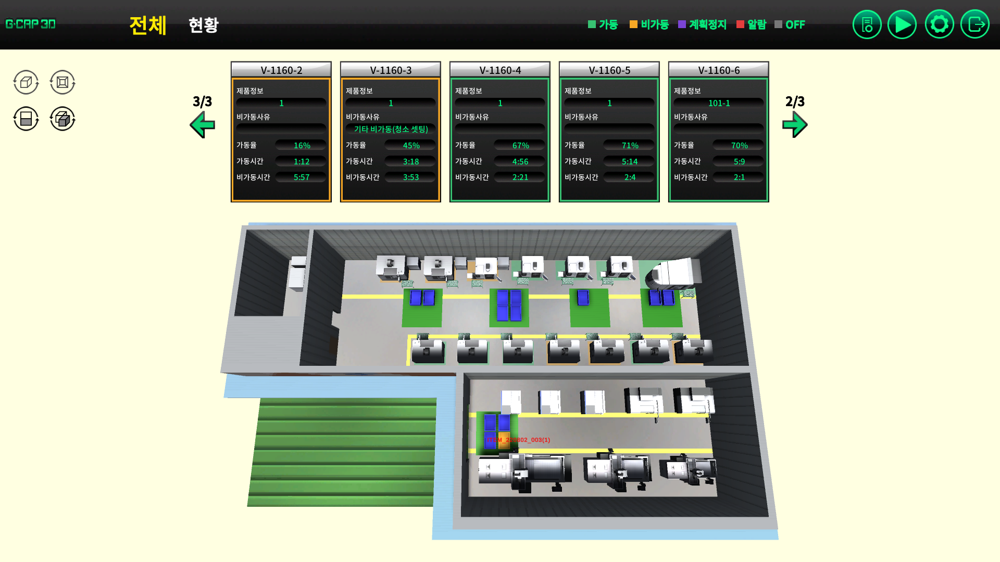 G-CAP 3D
전체 현황
가동 비가동 계획정지 알람 OFF
3/3
2/3
V-1160-2
제품정보
1
비가동사유
가동율 16%
가동시간 1:12
비가동시간 5:57
V-1160-3
제품정보
1
비가동사유
기타 비가동(청소 셋팅)
가동율 45%
가동시간 3:18
비가동시간 3:53
V-1160-4
제품정보
1
비가동사유
가동율 67%
가동시간 4:56
비가동시간 2:21
V-1160-5
제품정보
1
비가동사유
가동율 71%
가동시간 5:14
비가동시간 2:4
V-1160-6
제품정보
101-1
비가동사유
가동율 70%
가동시간 5:9
비가동시간 2:1
ITEM_220802_003(1)